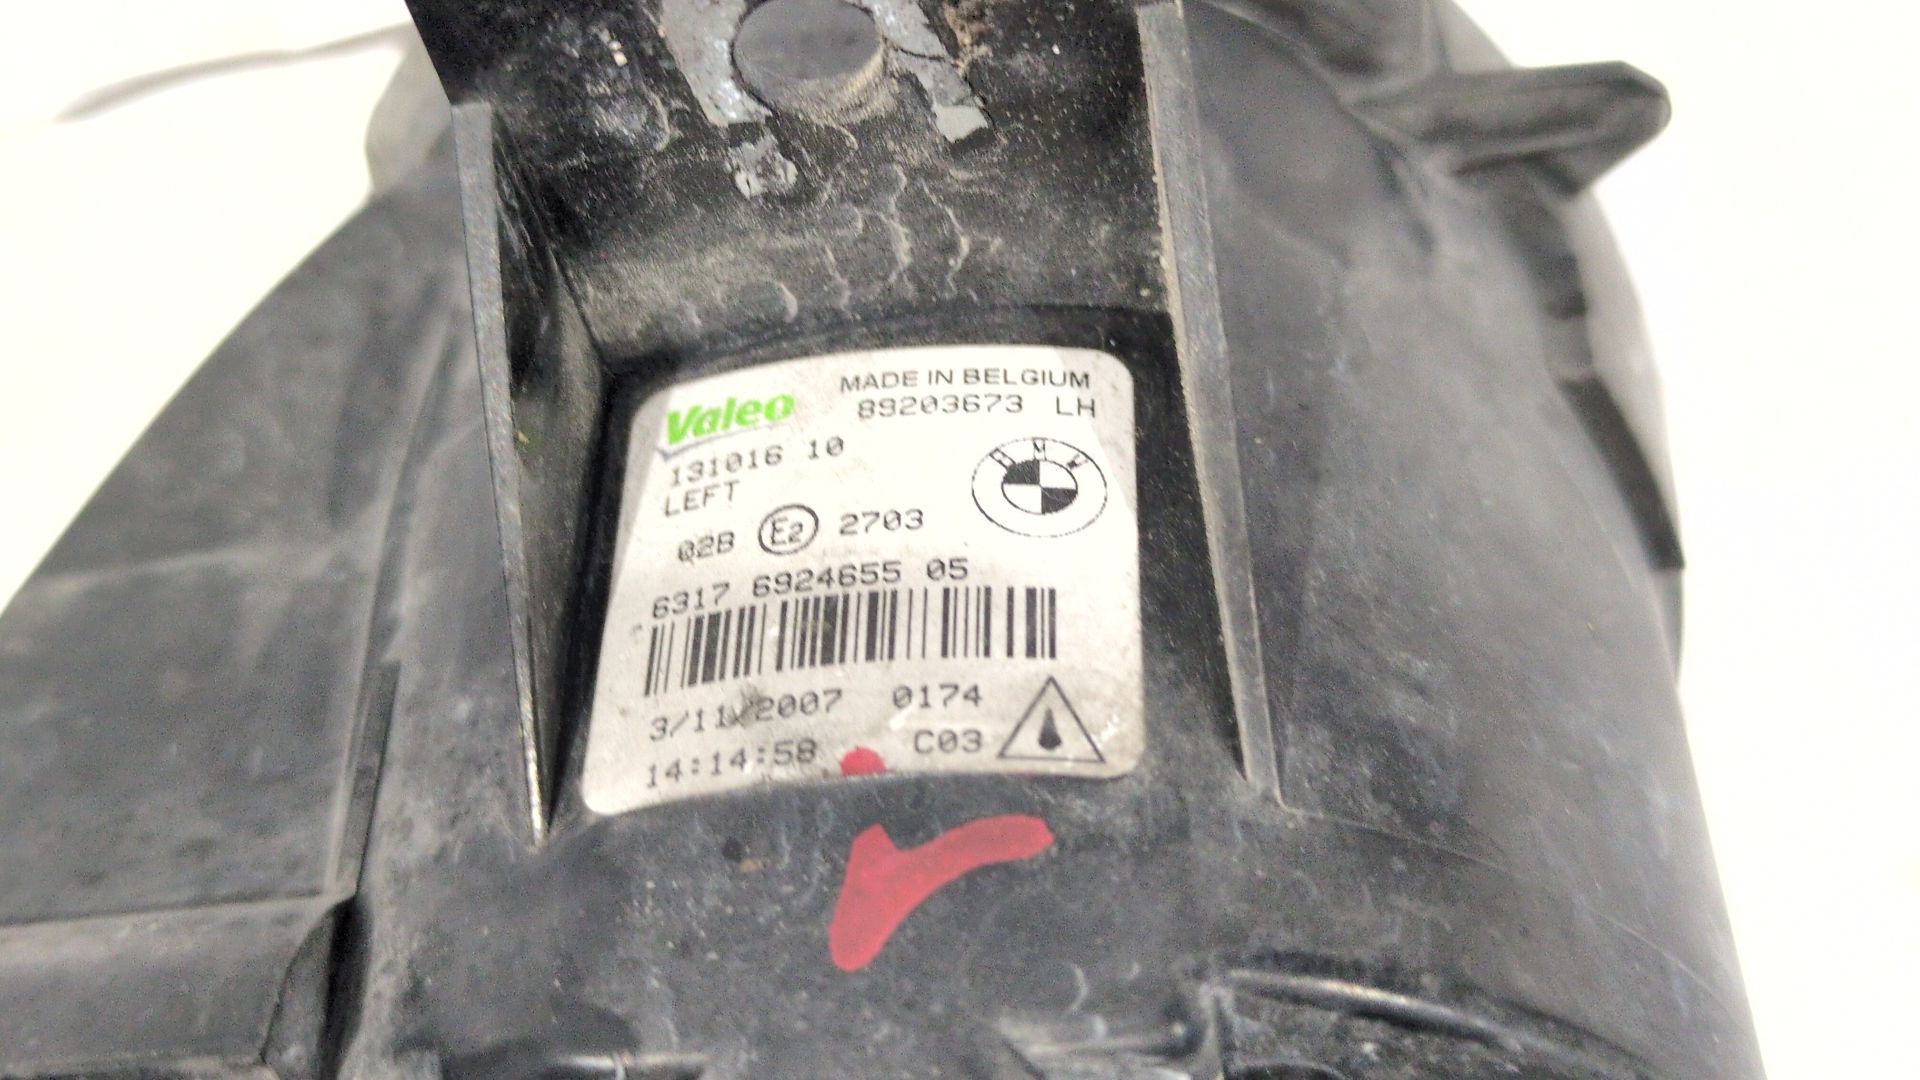 Valeo MADE IN BELGIUM
89203673 LH
131016 10
LEFT
BMW
02B E2 2703
6317 6924655 05
3/11/2007 0174
14:14:58 C03